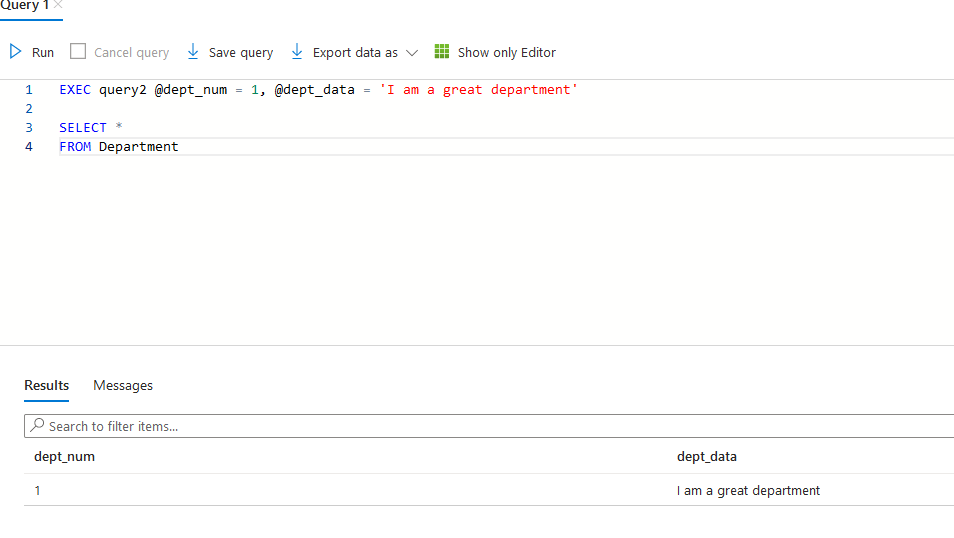 Query 1
Run Cancel query Save query Export data as Show only Editor
1 EXEC query2 @dept_num = 1, @dept_data = 'I am a great department'
2
3 SELECT *
4 FROM Department
Results Messages
Search to filter items...
dept_num dept_data
1 I am a great department